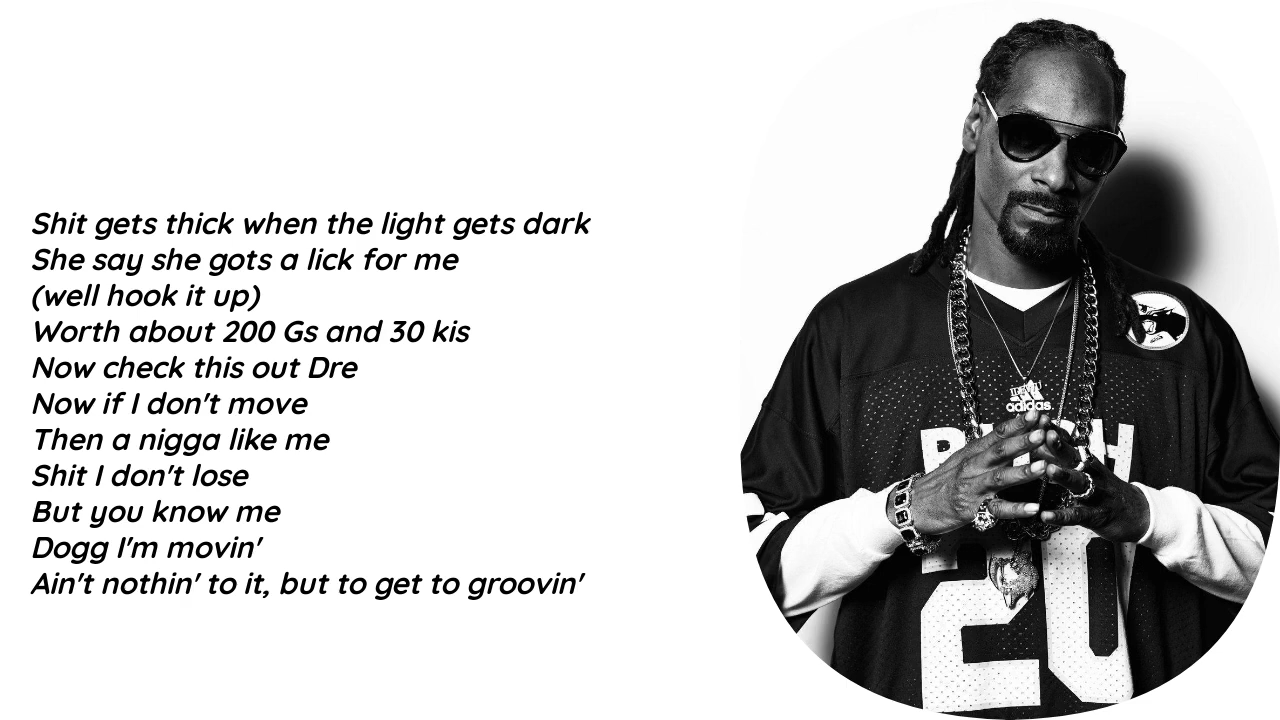 Shit gets thick when the light gets dark
She say she gots a lick for me
(well hook it up)
Worth about 200 Gs and 30 kis
Now check this out Dre
Now if I don't move
Then a nigga like me
Shit I don't lose
But you know me
Dogg I'm movin'
Ain't nothin' to it, but to get to groovin'
adidas
20